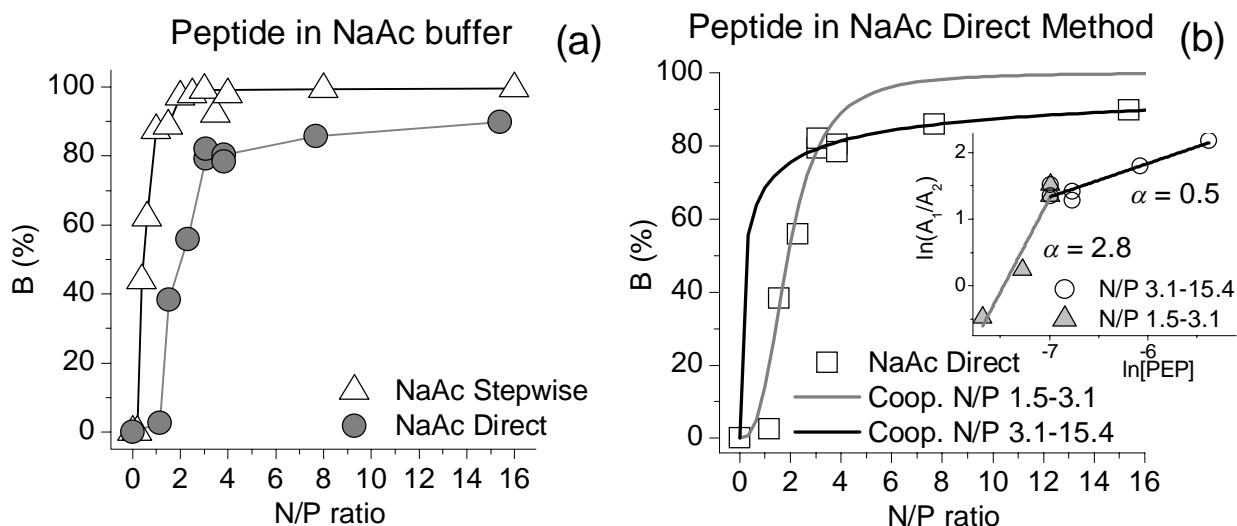 Peptide in NaAc buffer
(a)
100
80
60
40
20
0
B (%)
NaAc Stepwise
NaAc Direct
0 2 4 6 8 10 12 14 16
N/P ratio
Peptide in NaAc Direct Method
(b)
100
80
60
40
20
0
B (%)
NaAc Direct
Coop. N/P 1.5-3.1
Coop. N/P 3.1-15.4
0 2 4 6 8 10 12 14 16
N/P ratio
2
1
0
ln(A1/A2)
α = 0.5
α = 2.8
N/P 3.1-15.4
N/P 1.5-3.1
-7 -6
ln[PEP]